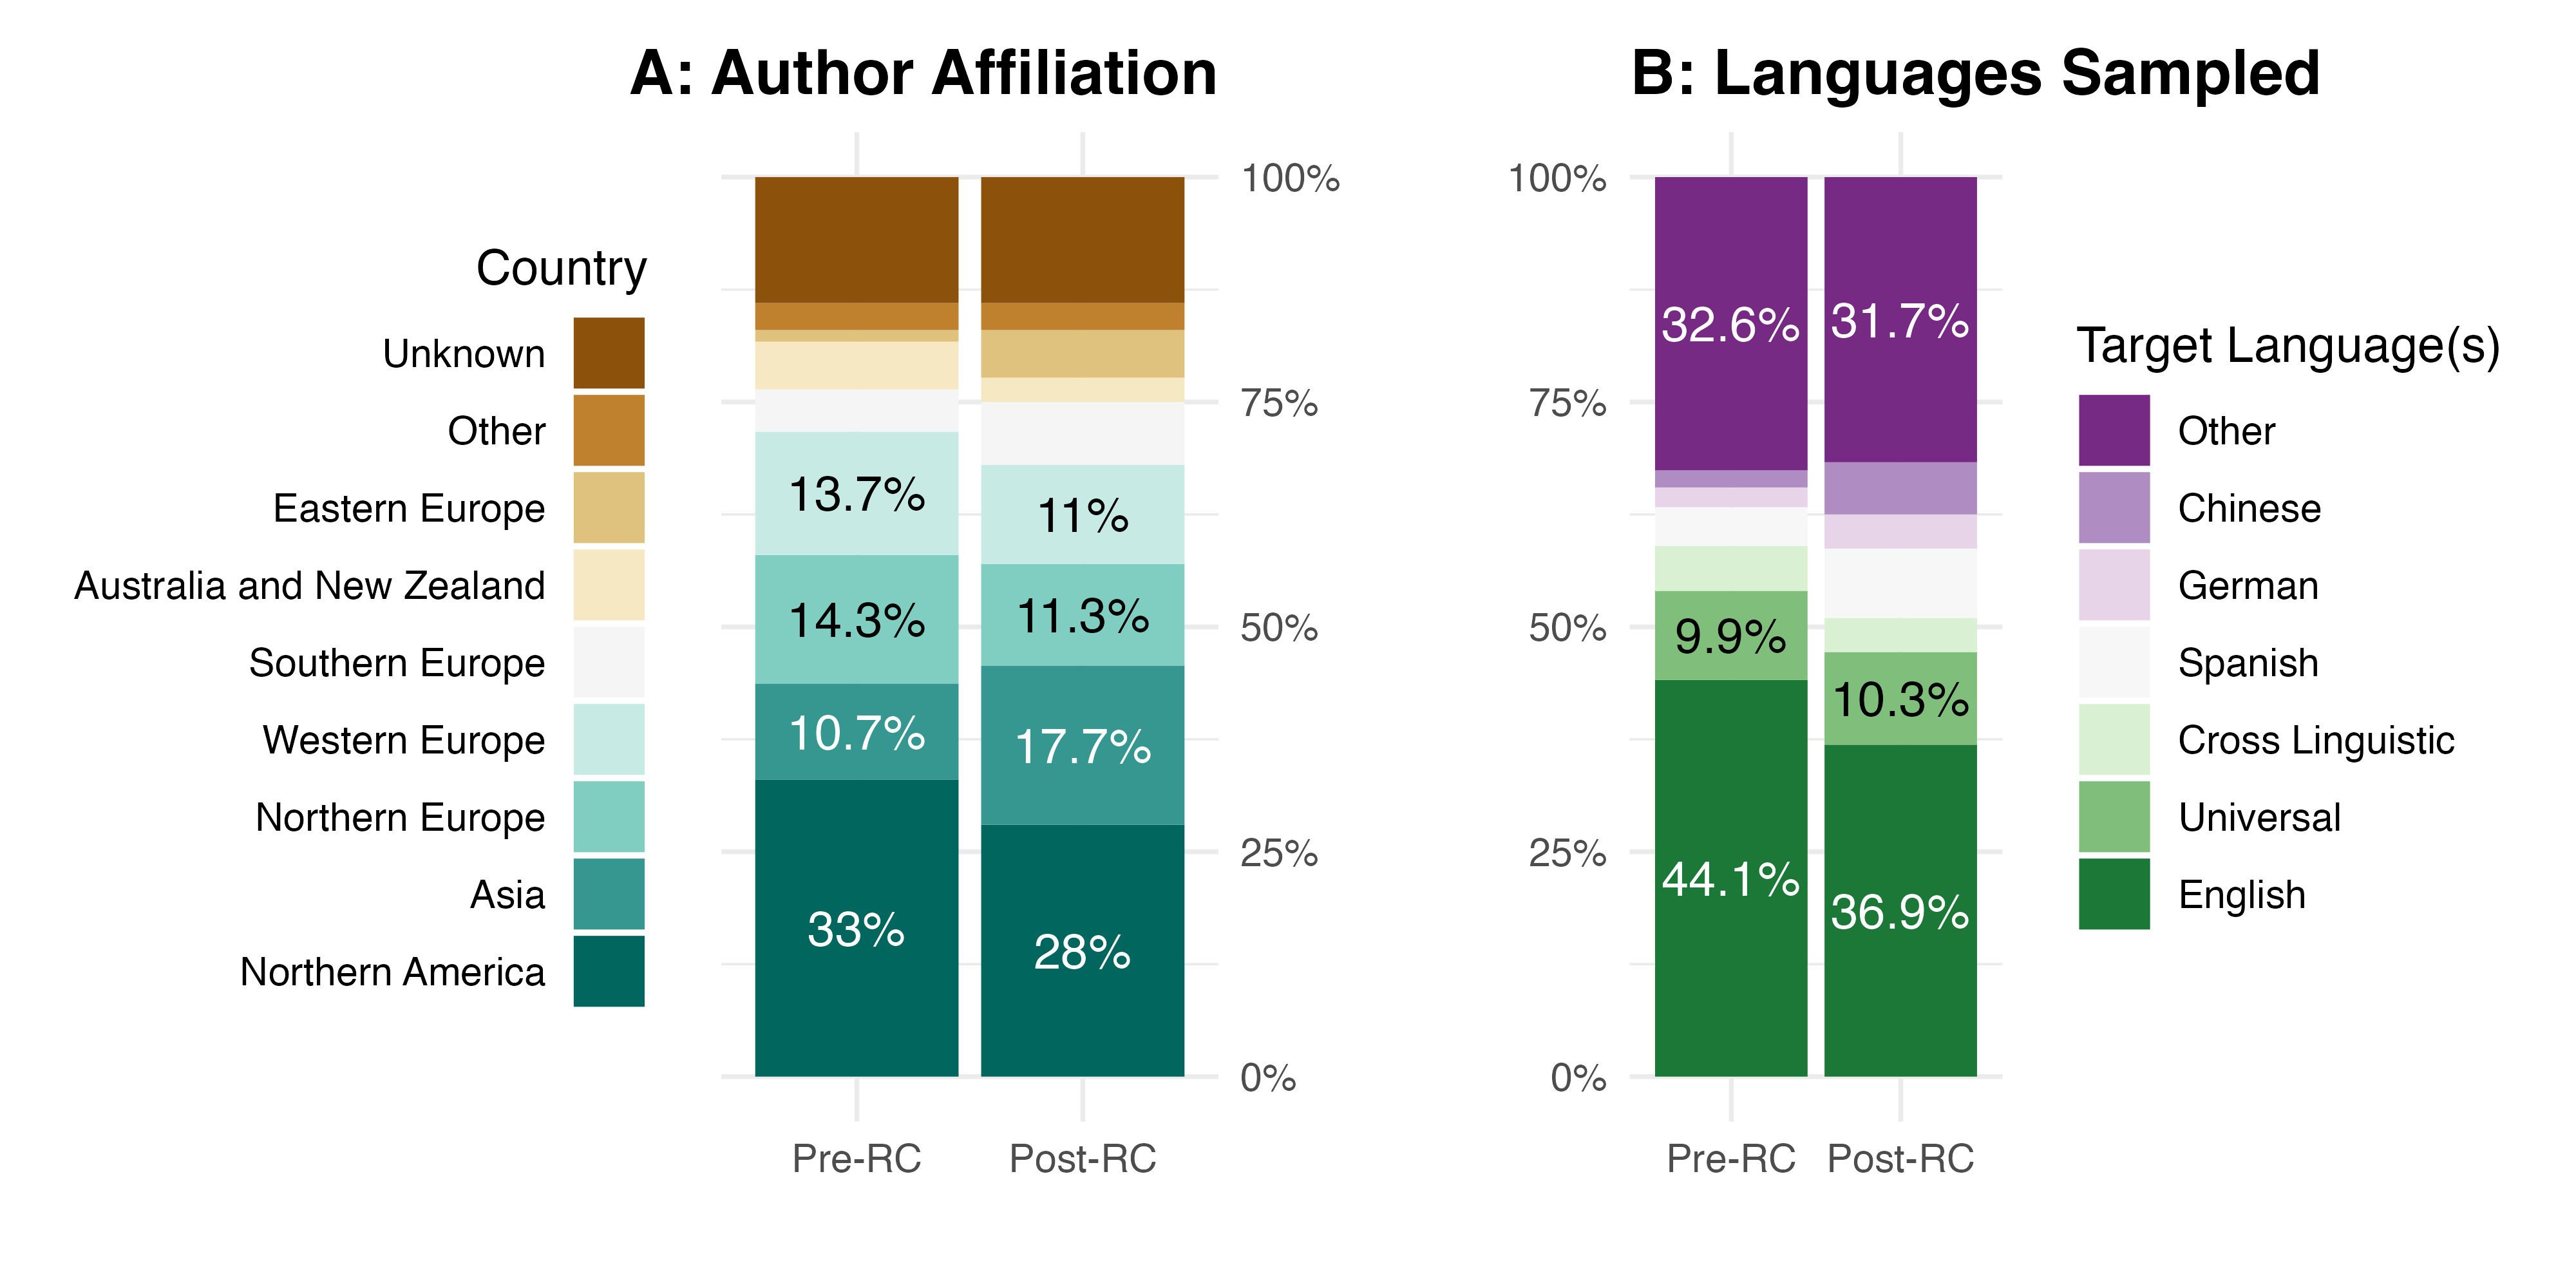 A: Author Affiliation
Country
Unknown
Other
Eastern Europe
Australia and New Zealand
Southern Europe
Western Europe
Northern Europe
Asia
Northern America
13.7%
14.3%
10.7%
33%
11%
11.3%
17.7%
28%
100%
75%
50%
25%
0%
Pre-RC
Post-RC
B: Languages Sampled
100%
75%
50%
25%
0%
32.6%
9.9%
44.1%
31.7%
10.3%
36.9%
Pre-RC
Post-RC
Target Language(s)
Other
Chinese
German
Spanish
Cross Linguistic
Universal
English